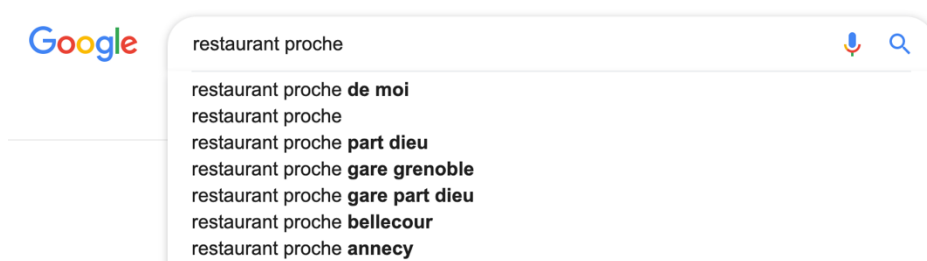 Google
restaurant proche
restaurant proche de moi
restaurant proche
restaurant proche part dieu
restaurant proche gare grenoble
restaurant proche gare part dieu
restaurant proche bellecour
restaurant proche annecy